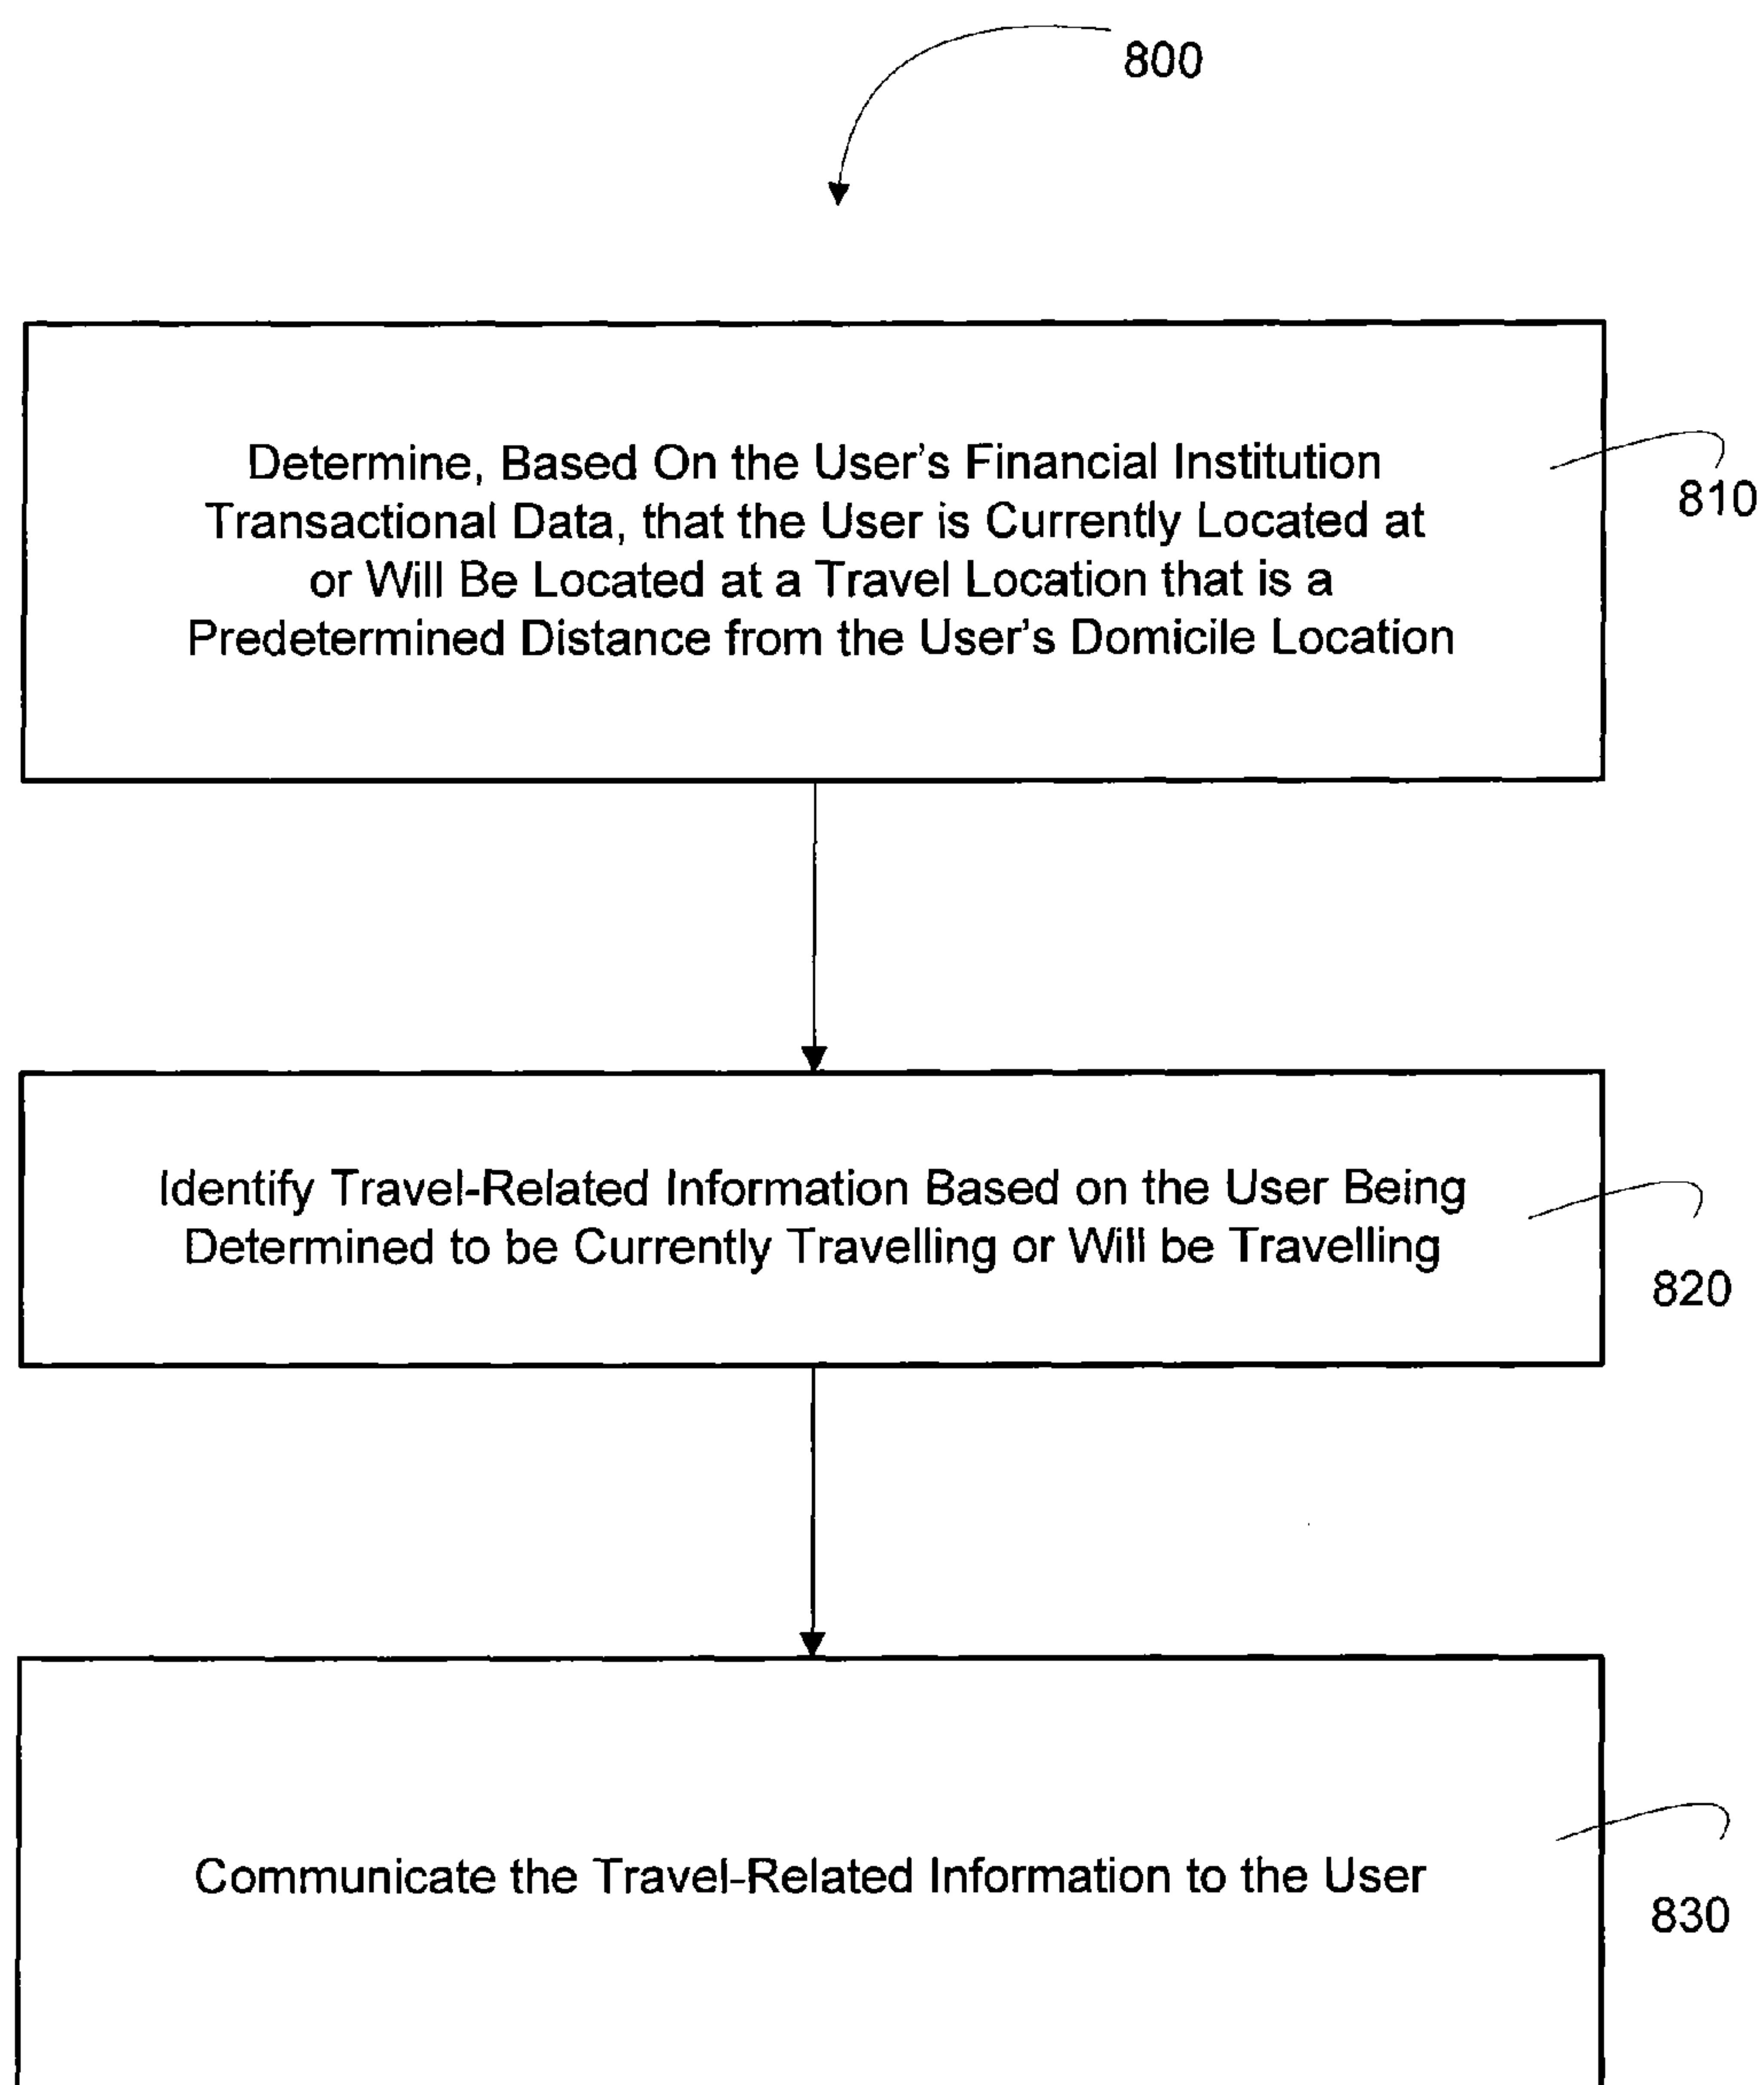 800
Determine, Based On the User's Financial Institution
Transactional Data, that the User is Currently Located at
or Will Be Located at a Travel Location that is a
Predetermined Distance from the User's Domicile Location
810
Identify Travel-Related Information Based on the User Being
Determined to be Currently Travelling or Will be Travelling
820
Communicate the Travel-Related Information to the User
830